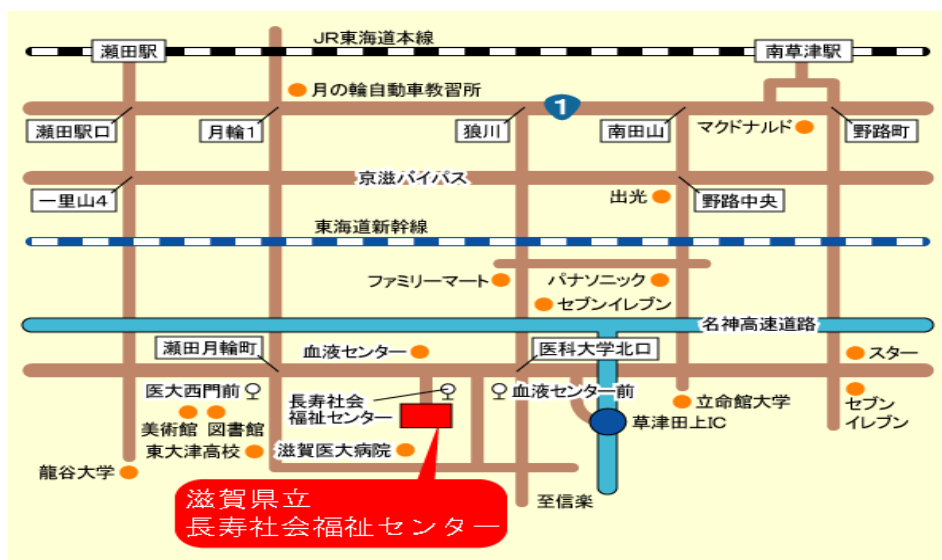 JR東海道本線
瀬田駅
南草津駅
月の輪自動車教習所
1
瀬田駅口
月輪1
狼川
南田山
マクドナルド
野路町
京滋バイパス
一里山4
出光
野路中央
東海道新幹線
ファミリーマート
パナソニック
セブンイレブン
名神高速道路
瀬田月輪町
血液センター
医科大学北口
スター
医大西門前
長寿社会
福祉センター
血液センター前
立命館大学
セブン
イレブン
美術館
図書館
草津田上IC
東大津高校
滋賀医大病院
龍谷大学
至信楽
滋賀県立
長寿社会福祉センター